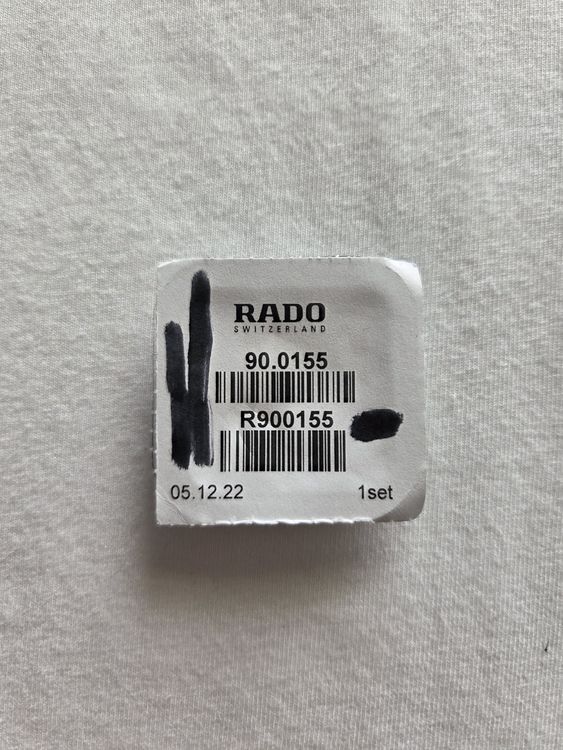 RADO
SWITZERLAND
90.0155
R900155
05.12.22 1set